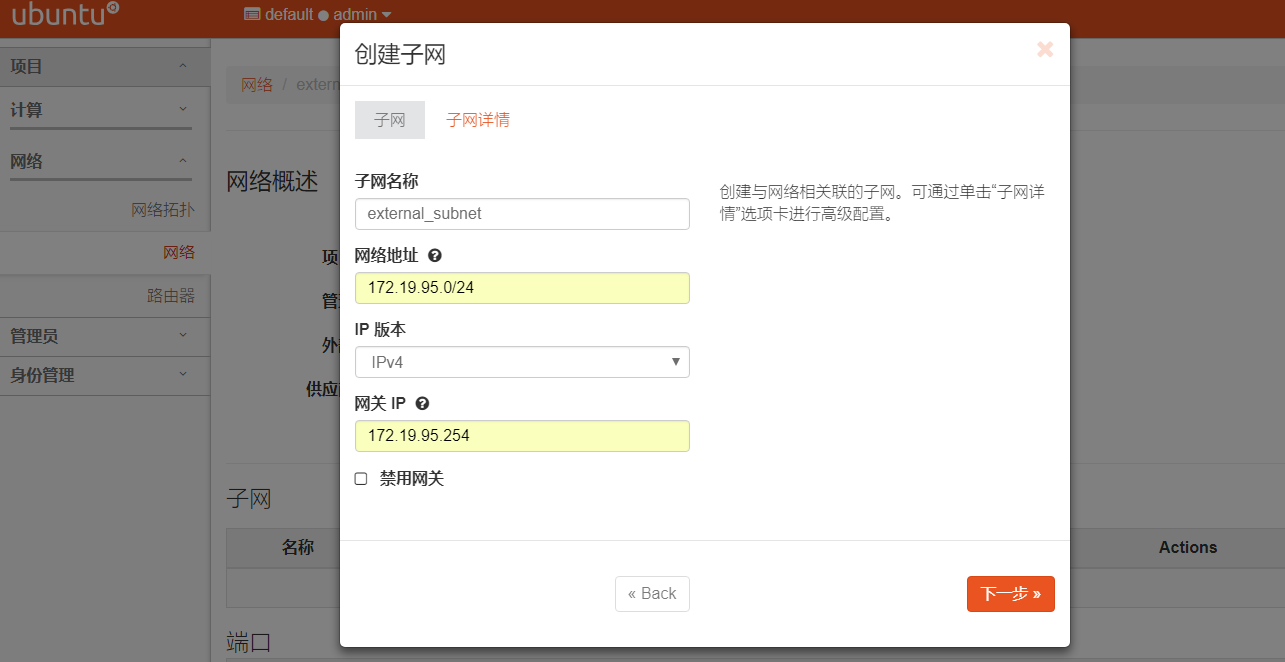 ubuntu
default admin
项目
计算
网络
网络拓扑
网络
路由器
管理员
身份管理
网络 / extern
网络概述
项
管
外
供应
子网
名称
Actions
端口
创建子网
子网
子网详情
子网名称
external_subnet
网络地址
172.19.95.0/24
IP 版本
IPv4
网关 IP
172.19.95.254
禁用网关
创建与网络相关联的子网。可通过单击“子网详
情”选项卡进行高级配置。
« Back
下一步 »